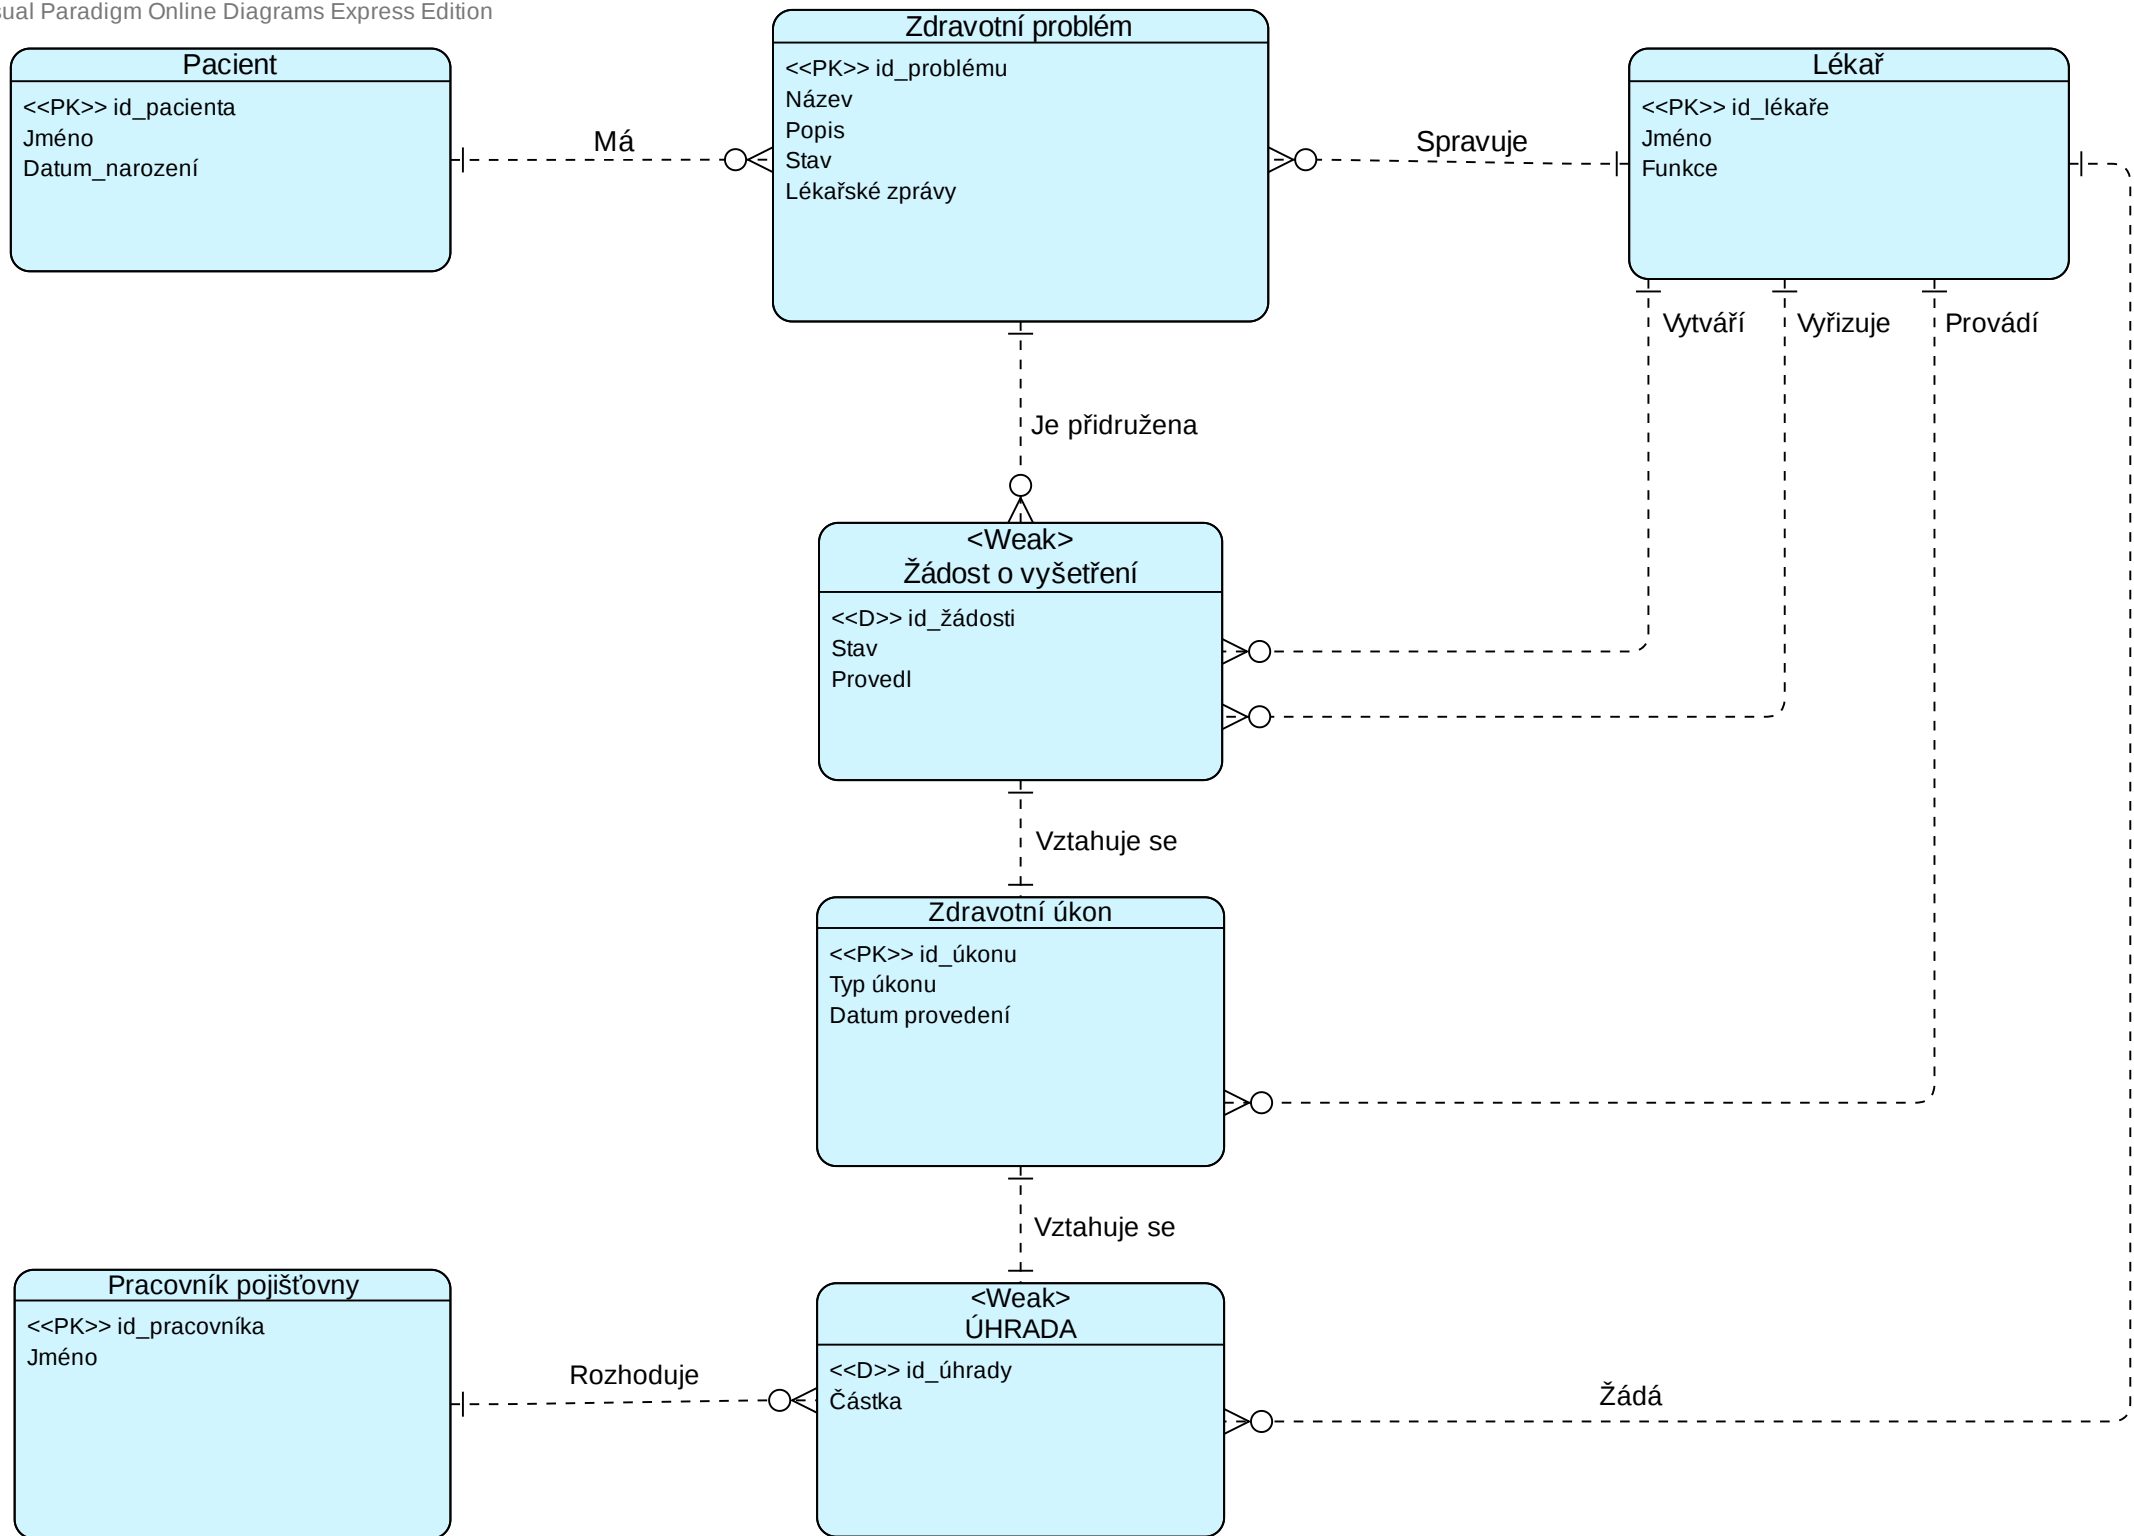 sual Paradigm Online Diagrams Express Edition
Pacient
<<PK>> id_pacienta
Jméno
Datum_narození
Má
Zdravotní problém
<<PK>> id_problému
Název
Popis
Stav
Lékařské zprávy
Spravuje
Lékař
<<PK>> id_lékaře
Jméno
Funkce
Vytváří
Vyřizuje
Provádí
Je přidružena
<Weak>
Žádost o vyšetření
<<D>> id_žádosti
Stav
Provedl
Vztahuje se
Zdravotní úkon
<<PK>> id_úkonu
Typ úkonu
Datum provedení
Vztahuje se
Pracovník pojišťovny
<<PK>> id_pracovníka
Jméno
Rozhoduje
<Weak>
ÚHRADA
<<D>> id_úhrady
Částka
Žádá